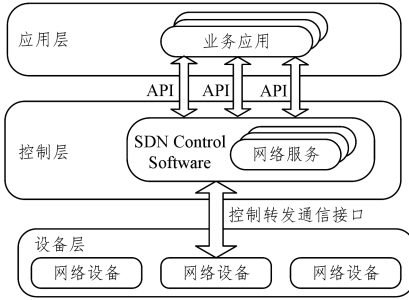 应用层
业务应用
API
API
API
控制层
SDN Control
Software
网络服务
控制转发通信接口
设备层
网络设备
网络设备
网络设备